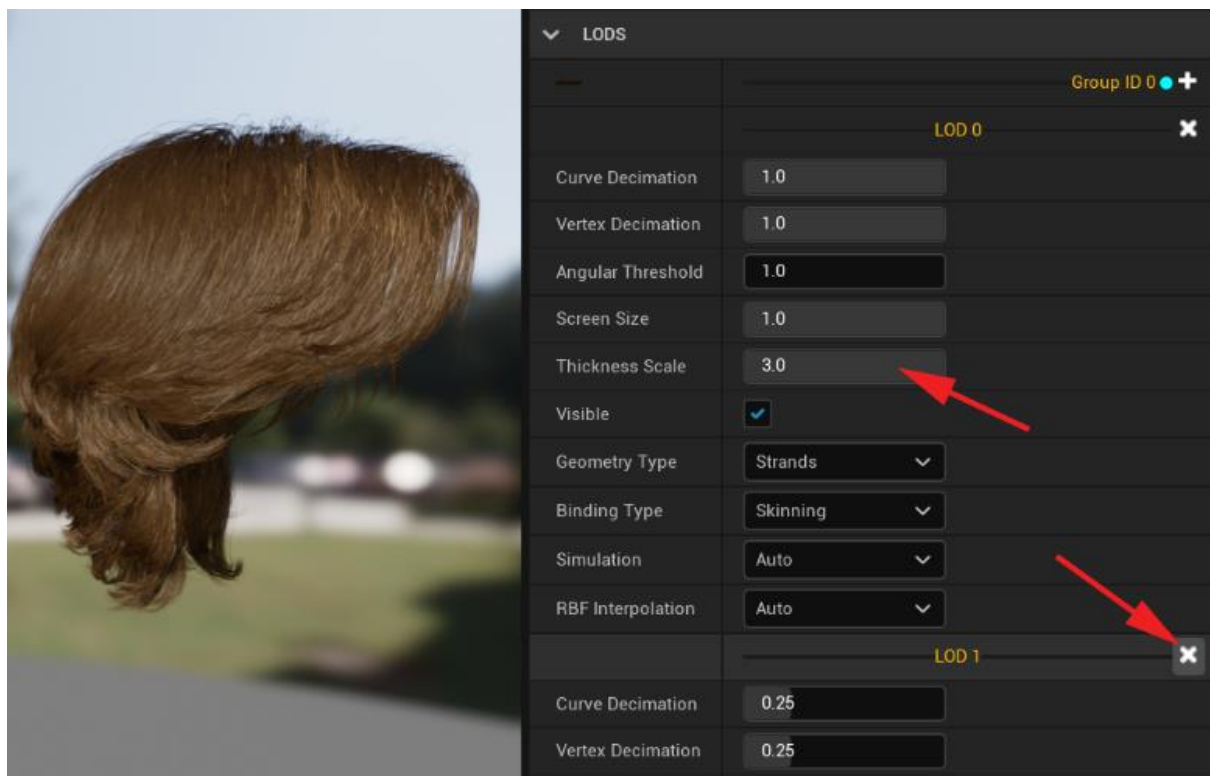 LODS
Group ID 0
LOD 0
Curve Decimation 1.0
Vertex Decimation 1.0
Angular Threshold 1.0
Screen Size 1.0
Thickness Scale 3.0
Visible
Geometry Type Strands
Binding Type Skinning
Simulation Auto
RBF Interpolation Auto
LOD 1
Curve Decimation 0.25
Vertex Decimation 0.25